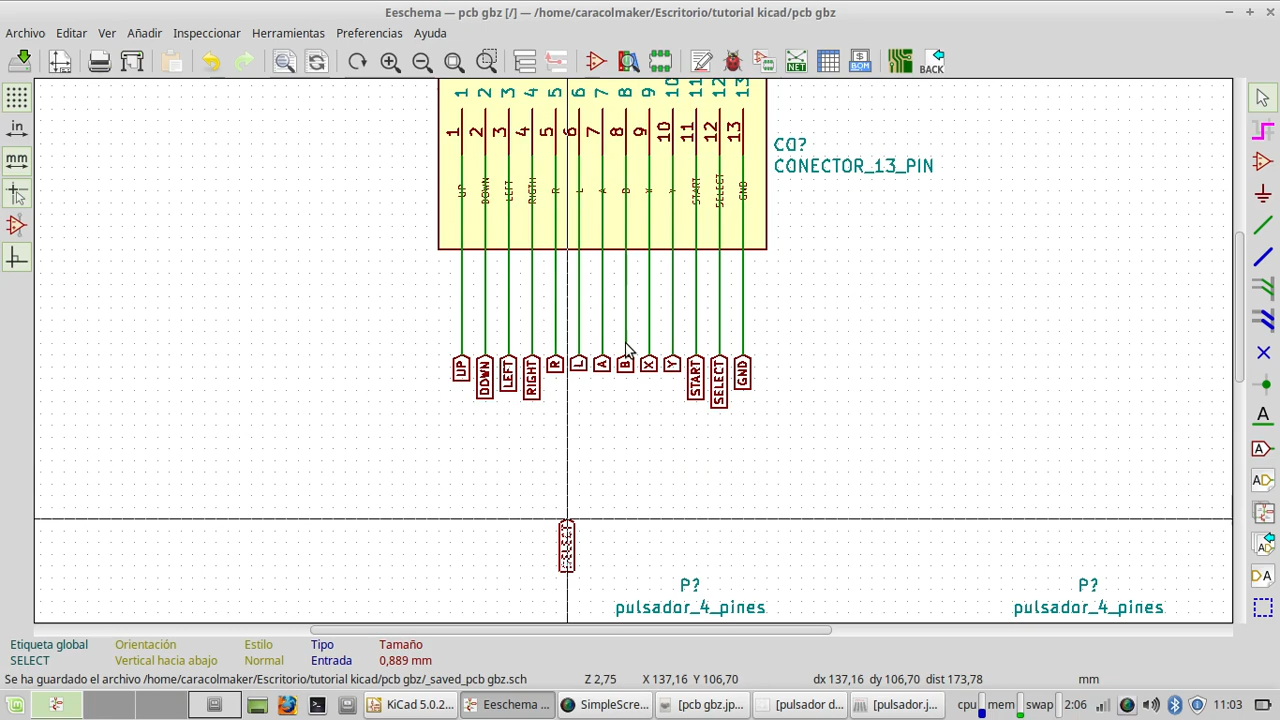 Eeschema — pcb gbz [/] — /home/caracolmaker/Escritorio/tutorial kicad/pcb gbz
Archivo Editar Ver Añadir Inspeccionar Herramientas Preferencias Ayuda
NET BOM BACK
in
mm
1 2 3 4 5 6 7 8 9 10 11 12 13
1 2 3 4 5 6 7 8 9 10 11 12 13
CO?
CONECTOR_13_PIN
UP DOWN LEFT RIGTH R L A B X Y START SELECT GND
UP DOWN LEFT RIGHT R L A B X Y START SELECT GND
SELECT
P? P?
pulsador_4_pines pulsador_4_pines
Etiqueta global Orientación Estilo Tipo Tamaño
SELECT Vertical hacia abajo Normal Entrada 0,889 mm
Se ha guardado el archivo /home/caracolmaker/Escritorio/tutorial kicad/pcb gbz/_saved_pcb gbz.sch Z 2,75 X 137,16 Y 106,70 dx 137,16 dy 106,70 dist 173,78 mm
KiCad 5.0.2... Eeschema ... SimpleScre... [pcb gbz.jp... [pulsador d... [pulsador.j... cpu mem swap 2:06 11:03